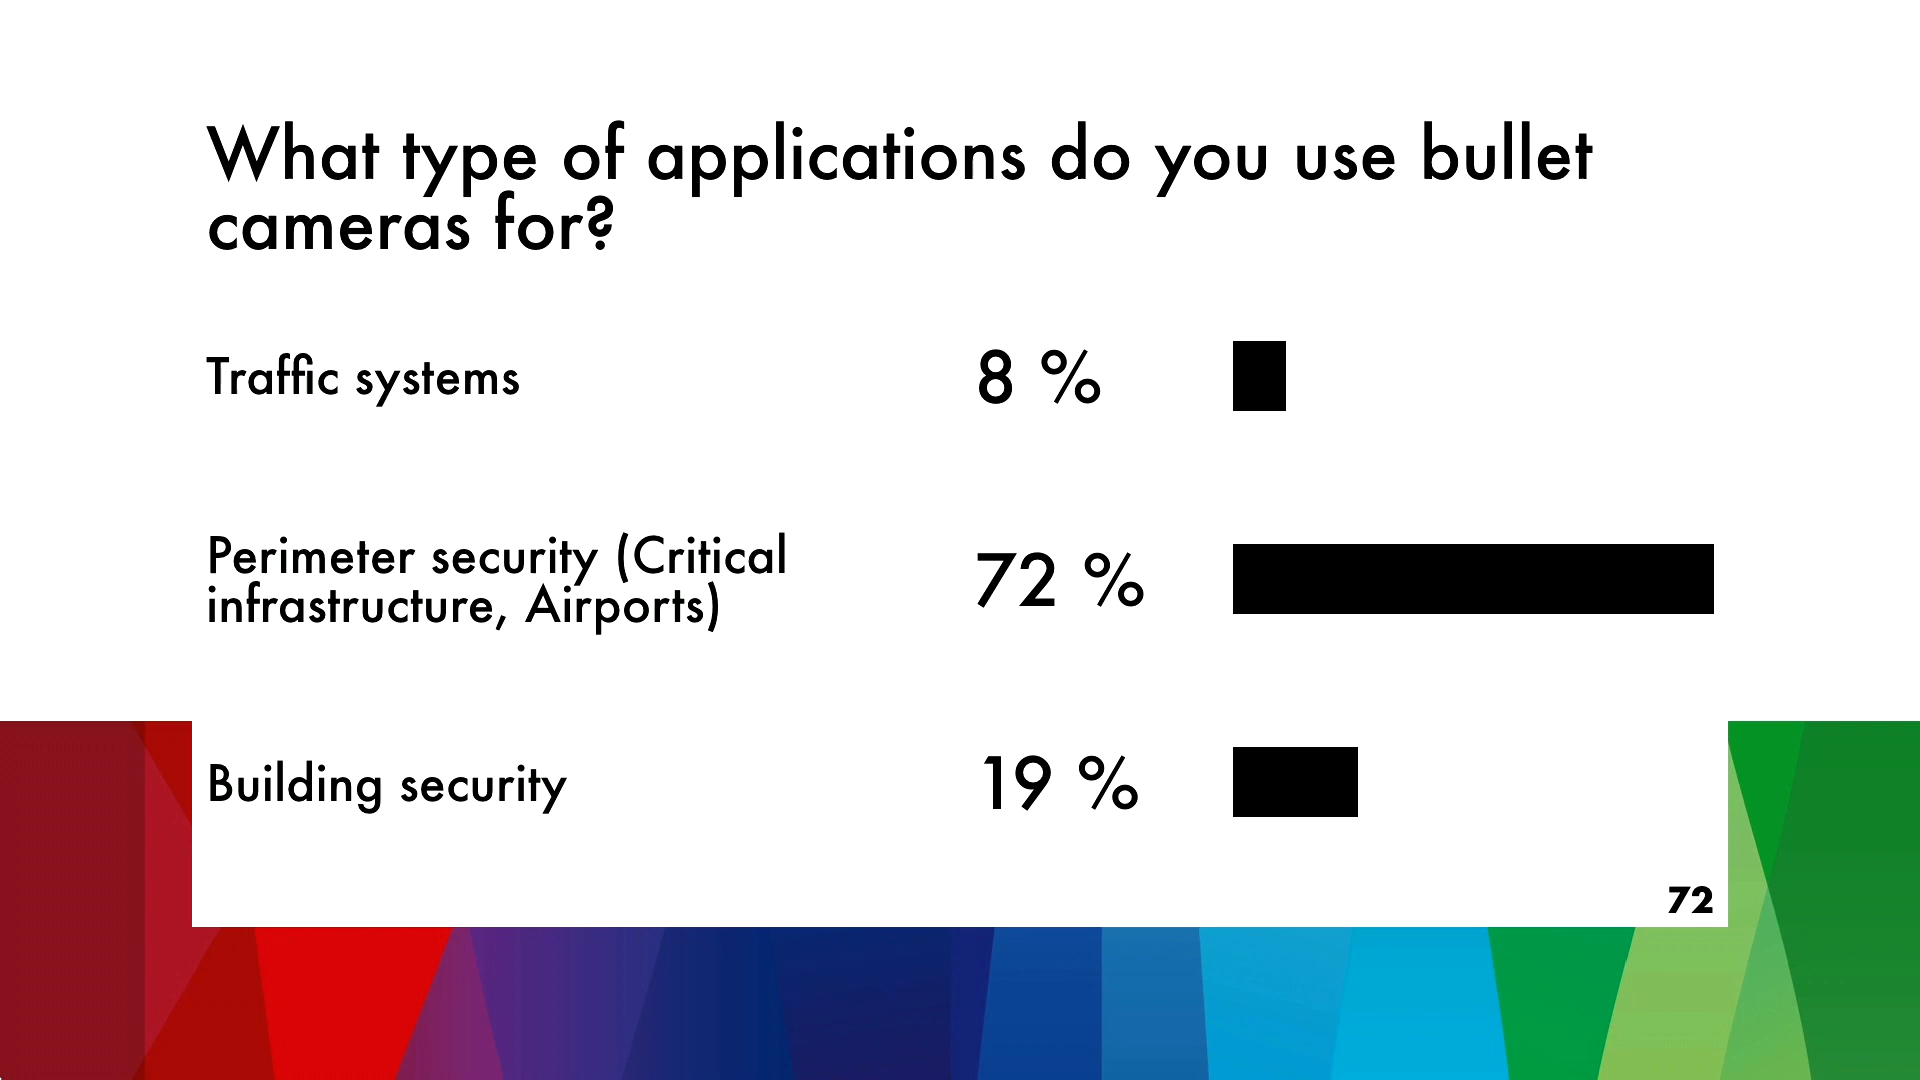 What type of applications do you use bullet
cameras for?
Traffic systems 8 %
Perimeter security (Critical
infrastructure, Airports) 72 %
Building security 19 %
72